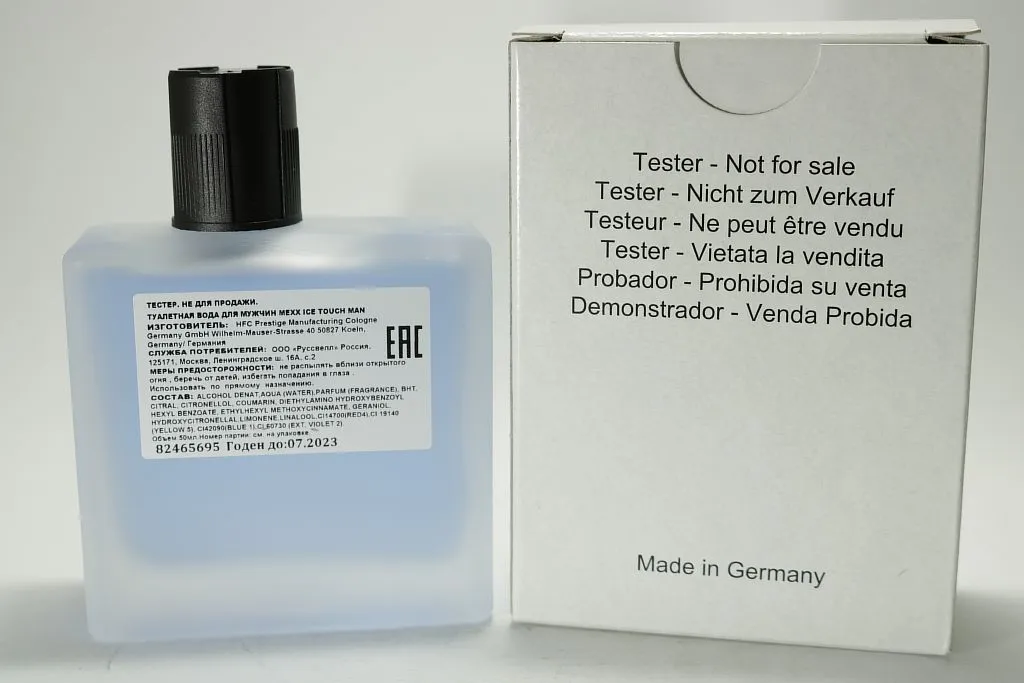 ТЕСТЕР. НЕ ДЛЯ ПРОДАЖИ.
ТУАЛЕТНАЯ ВОДА ДЛЯ МУЖЧИН MEXX ICE TOUCH MAN
ИЗГОТОВИТЕЛЬ: HFC Prestige Manufacturing Cologne
Germany GmbH Wilhelm-Mauser-Strasse 40 50827 Koeln,
Germany/ Германия
СЛУЖБА ПОТРЕБИТЕЛЕЙ: ООО «Руссвелл» Россия,
125171, Москва, Ленинградское ш. 16А, с.2
МЕРЫ ПРЕДОСТОРОЖНОСТИ: не распылять вблизи открытого
огня , беречь от детей, избегать попадания в глаза .
Использовать по прямому назначению.
СОСТАВ: ALCOHOL DENAT,AQUA (WATER),PARFUM (FRAGRANCE), BHT,
CITRAL, CITRONELLOL, COUMARIN, DIETHYLAMINO HYDROXYBENZOYL
HEXYL BENZOATE, ETHYLHEXYL METHOXYCINNAMATE, GERANIOL,
HYDROXYCITRONELLAL,LIMONENE,LINALOOL,CI14700(RED4),CI 19140
(YELLOW 5), CI42090(BLUE 1),CI,60730 (EXT. VIOLET 2).
Объем 50мл.Номер партии: см. на упаковке.
82465695 Годен до:07.2023
EAC
Tester - Not for sale
Tester - Nicht zum Verkauf
Testeur - Ne peut être vendu
Tester - Vietata la vendita
Probador - Prohibida su venta
Demonstrador - Venda Probida
Made in Germany